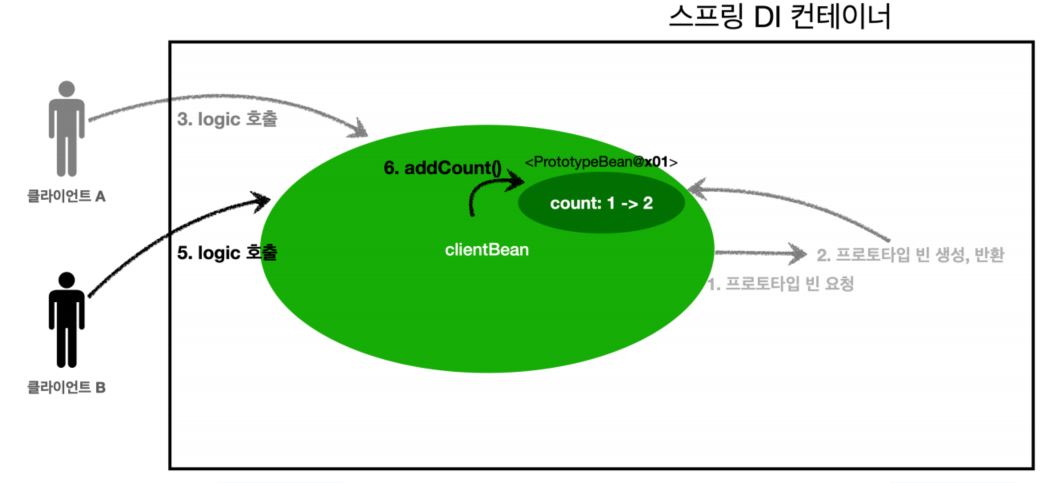 스프링 DI 컨테이너
3. logic 호출
클라이언트 A
6. addCount()
<PrototypeBean@x01>
count: 1 -> 2
5. logic 호출
clientBean
2. 프로토타입 빈 생성, 반환
1. 프로토타입 빈 요청
클라이언트 B